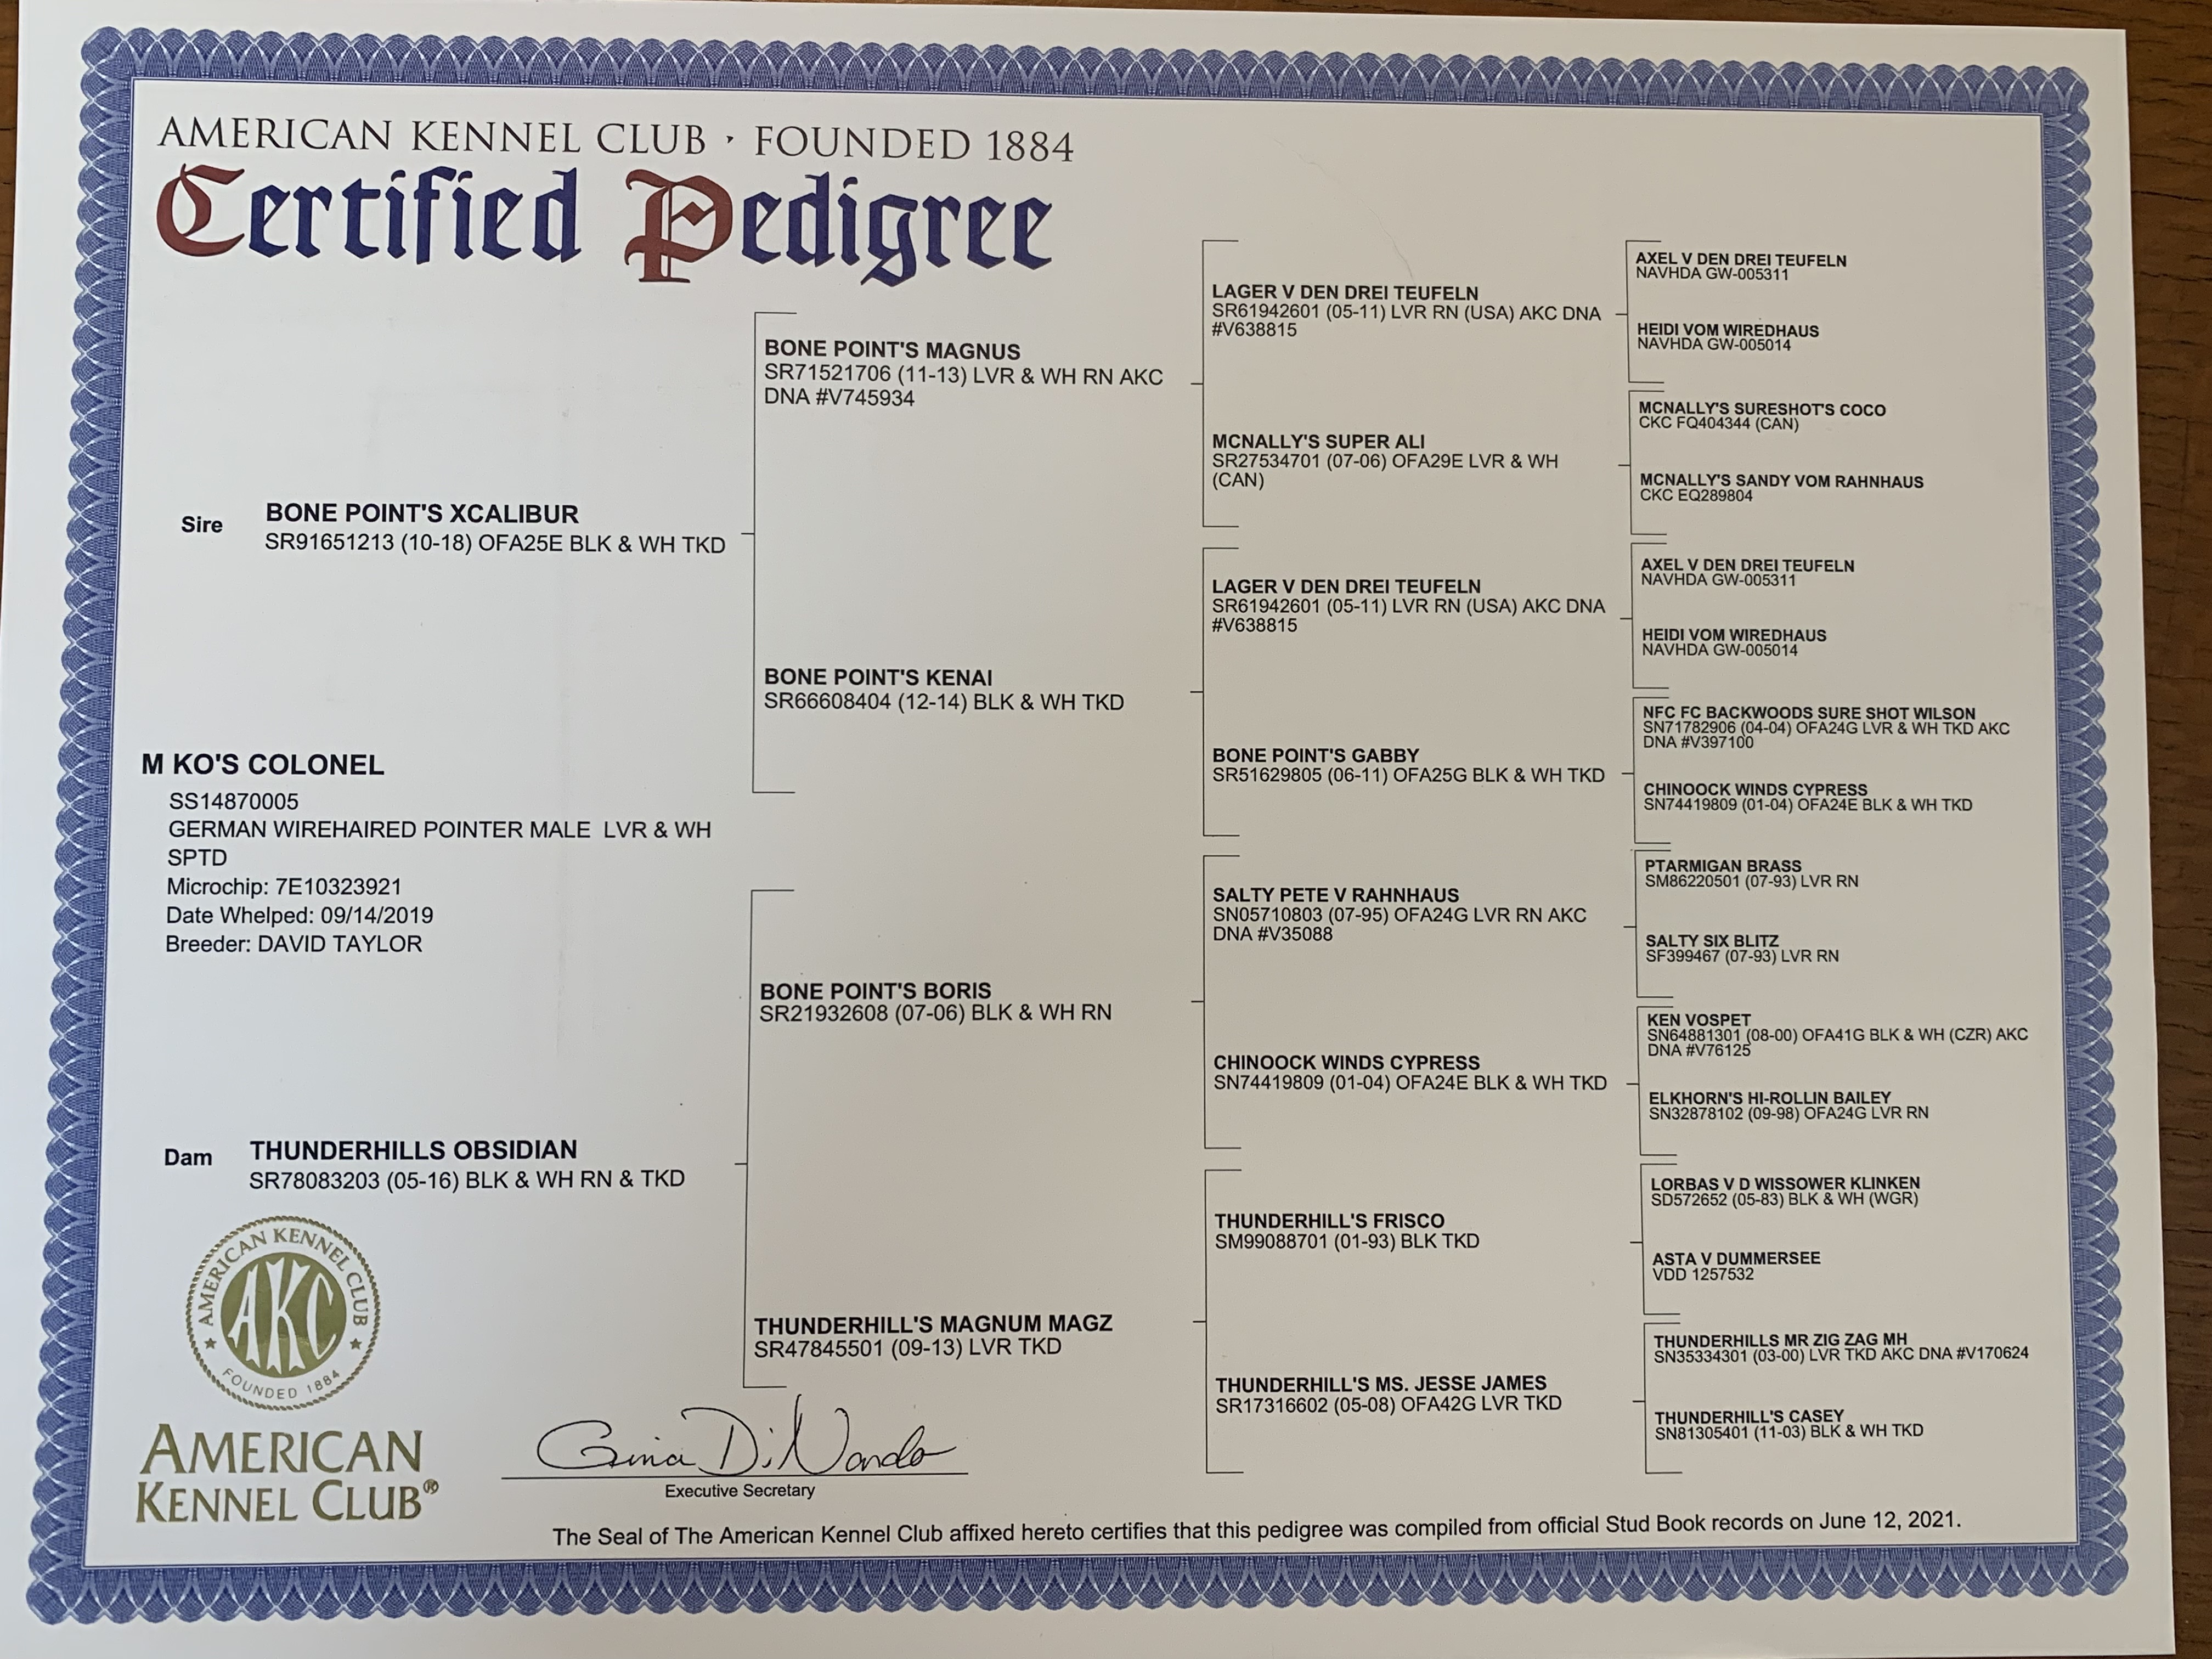 AMERICAN KENNEL CLUB · FOUNDED 1884
Certified Pedigree
Sire
BONE POINT'S XCALIBUR
SR91651213 (10-18) OFA25E BLK & WH TKD
M KO'S COLONEL
SS14870005
GERMAN WIREHAIRED POINTER MALE LVR & WH
SPTD
Microchip: 7E10323921
Date Whelped: 09/14/2019
Breeder: DAVID TAYLOR
Dam
THUNDERHILLS OBSIDIAN
SR78083203 (05-16) BLK & WH RN & TKD
BONE POINT'S MAGNUS
SR71521706 (11-13) LVR & WH RN AKC
DNA #V745934
BONE POINT'S KENAI
SR66608404 (12-14) BLK & WH TKD
BONE POINT'S BORIS
SR21932608 (07-06) BLK & WH RN
THUNDERHILL'S MAGNUM MAGZ
SR47845501 (09-13) LVR TKD
LAGER V DEN DREI TEUFELN
SR61942601 (05-11) LVR RN (USA) AKC DNA
#V638815
MCNALLY'S SUPER ALI
SR27534701 (07-06) OFA29E LVR & WH
(CAN)
LAGER V DEN DREI TEUFELN
SR61942601 (05-11) LVR RN (USA) AKC DNA
#V638815
BONE POINT'S GABBY
SR51629805 (06-11) OFA25G BLK & WH TKD
SALTY PETE V RAHNHAUS
SN05710803 (07-95) OFA24G LVR RN AKC
DNA #V35088
CHINOOCK WINDS CYPRESS
SN74419809 (01-04) OFA24E BLK & WH TKD
THUNDERHILL'S FRISCO
SM99088701 (01-93) BLK TKD
THUNDERHILL'S MS. JESSE JAMES
SR17316602 (05-08) OFA42G LVR TKD
AXEL V DEN DREI TEUFELN
NAVHDA GW-005311
HEIDI VOM WIREDHAUS
NAVHDA GW-005014
MCNALLY'S SURESHOT'S COCO
CKC FQ404344 (CAN)
MCNALLY'S SANDY VOM RAHNHAUS
CKC EQ289804
AXEL V DEN DREI TEUFELN
NAVHDA GW-005311
HEIDI VOM WIREDHAUS
NAVHDA GW-005014
NFC FC BACKWOODS SURE SHOT WILSON
SN71782906 (04-04) OFA24G LVR & WH TKD AKC
DNA #V397100
CHINOOCK WINDS CYPRESS
SN74419809 (01-04) OFA24E BLK & WH TKD
PTARMIGAN BRASS
SM86220501 (07-93) LVR RN
SALTY SIX BLITZ
SF399467 (07-93) LVR RN
KEN VOSPET
SN64881301 (08-00) OFA41G BLK & WH (CZR) AKC
DNA #V76125
ELKHORN'S HI-ROLLIN BAILEY
SN32878102 (09-98) OFA24G LVR RN
LORBAS V D WISSOWER KLINKEN
SD572652 (05-83) BLK & WH (WGR)
ASTA V DUMMERSEE
VDD 1257532
THUNDERHILLS MR ZIG ZAG MH
SN35334301 (03-00) LVR TKD AKC DNA #V170624
THUNDERHILL'S CASEY
SN81305401 (11-03) BLK & WH TKD
AMERICAN KENNEL CLUB
AKC
FOUNDED 1884
AMERICAN
KENNEL CLUB®
Gina DiNardo
Executive Secretary
The Seal of The American Kennel Club affixed hereto certifies that this pedigree was compiled from official Stud Book records on June 12, 2021.